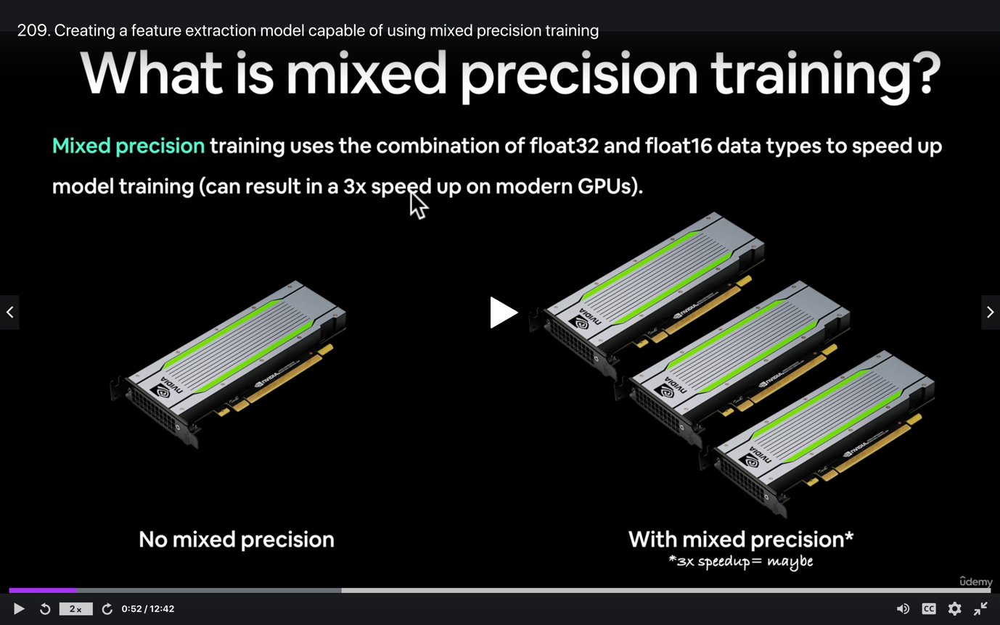 209. Creating a feature extraction model capable of using mixed precision training
What is mixed precision training?
Mixed precision training uses the combination of float32 and float16 data types to speed up
model training (can result in a 3x speed up on modern GPUs).
NVIDIA
NVIDIA
NVIDIA
NVIDIA
NVIDIA
NVIDIA
NVIDIA
NVIDIA
No mixed precision
With mixed precision*
*3x speedup= maybe
ûdemy
2x
0:52 / 12:42
CC